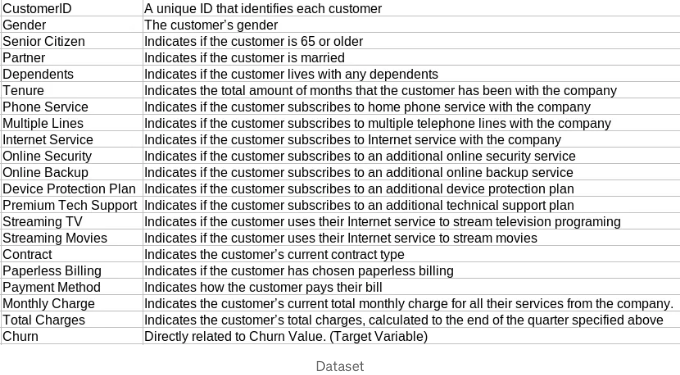 CustomerID A unique ID that identifies each customer
Gender The customer's gender
Senior Citizen Indicates if the customer is 65 or older
Partner Indicates if the customer is married
Dependents Indicates if the customer lives with any dependents
Tenure Indicates the total amount of months that the customer has been with the company
Phone Service Indicates if the customer subscribes to home phone service with the company
Multiple Lines Indicates if the customer subscribes to multiple telephone lines with the company
Internet Service Indicates if the customer subscribes to Internet service with the company
Online Security Indicates if the customer subscribes to an additional online security service
Online Backup Indicates if the customer subscribes to an additional online backup service
Device Protection Plan Indicates if the customer subscribes to an additional device protection plan
Premium Tech Support Indicates if the customer subscribes to an additional technical support plan
Streaming TV Indicates if the customer uses their Internet service to stream television programing
Streaming Movies Indicates if the customer uses their Internet service to stream movies
Contract Indicates the customer's current contract type
Paperless Billing Indicates if the customer has chosen paperless billing
Payment Method Indicates how the customer pays their bill
Monthly Charge Indicates the customer's current total monthly charge for all their services from the company.
Total Charges Indicates the customer's total charges, calculated to the end of the quarter specified above
Churn Directly related to Churn Value. (Target Variable)
Dataset